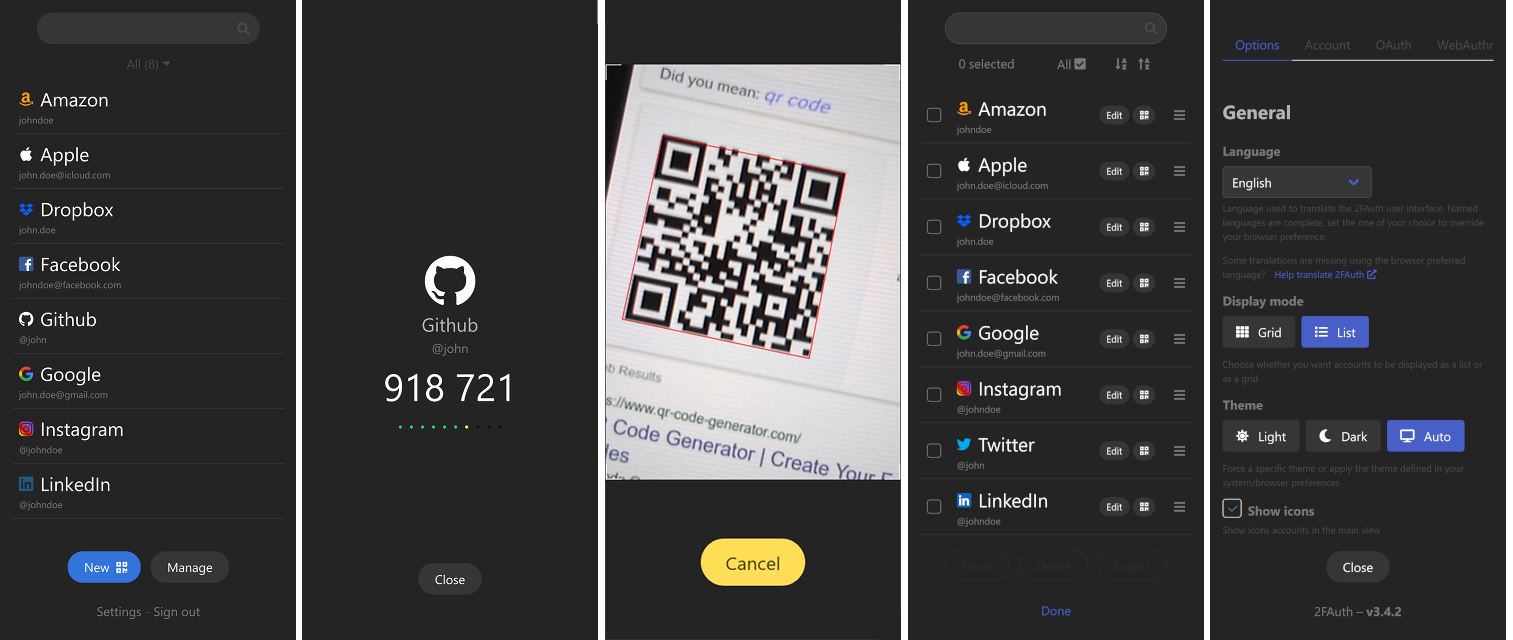 All (8)
Amazon
johndoe
Apple
john.doe@icloud.com
Dropbox
john.doe
Facebook
johndoe@facebook.com
Github
@john
Google
john.doe@gmail.com
Instagram
@johndoe
LinkedIn
@johndoe
New
Manage
Settings - Sign out
Github
@john
918 721
Close
Did you mean: qr code
b Results
s://www.qr-code-generator.com/
Code Generator | Create Your F
des
Cancel
0 selected All
Amazon Edit
johndoe
Apple Edit
john.doe@icloud.com
Dropbox Edit
john.doe
Facebook Edit
johndoe@facebook.com
Google Edit
john.doe@gmail.com
Instagram Edit
@johndoe
Twitter Edit
@john
LinkedIn Edit
@johndoe
Move Delete Export
Done
Options Account OAuth WebAuthn
General
Language
English
Language used to translate the 2FAuth user interface. Named
languages are complete, set the one of your choice to override
your browser preference.
Some translations are missing using the browser preferred
language? Help translate 2FAuth
Display mode
Grid List
Choose whether you want accounts to be displayed as a list or
as a grid
Theme
Light Dark Auto
Force a specific theme or apply the theme defined in your
system/browser preferences
Show icons
Show icons accounts in the main view
Close
2FAuth – v3.4.2